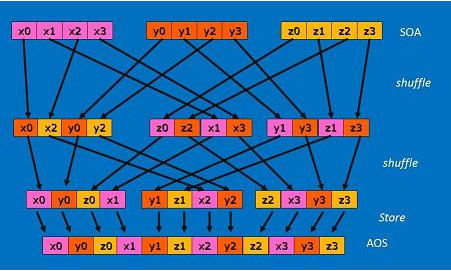 x0 x1 x2 x3 y0 y1 y2 y3 z0 z1 z2 z3 SOA
shuffle
x0 x2 y0 y2 z0 z2 x1 x3 y1 y3 z1 z3
shuffle
x0 y0 z0 x1 y1 z1 x2 y2 z2 x3 y3 z3
Store
x0 y0 z0 x1 y1 z1 x2 y2 z2 x3 y3 z3 AOS